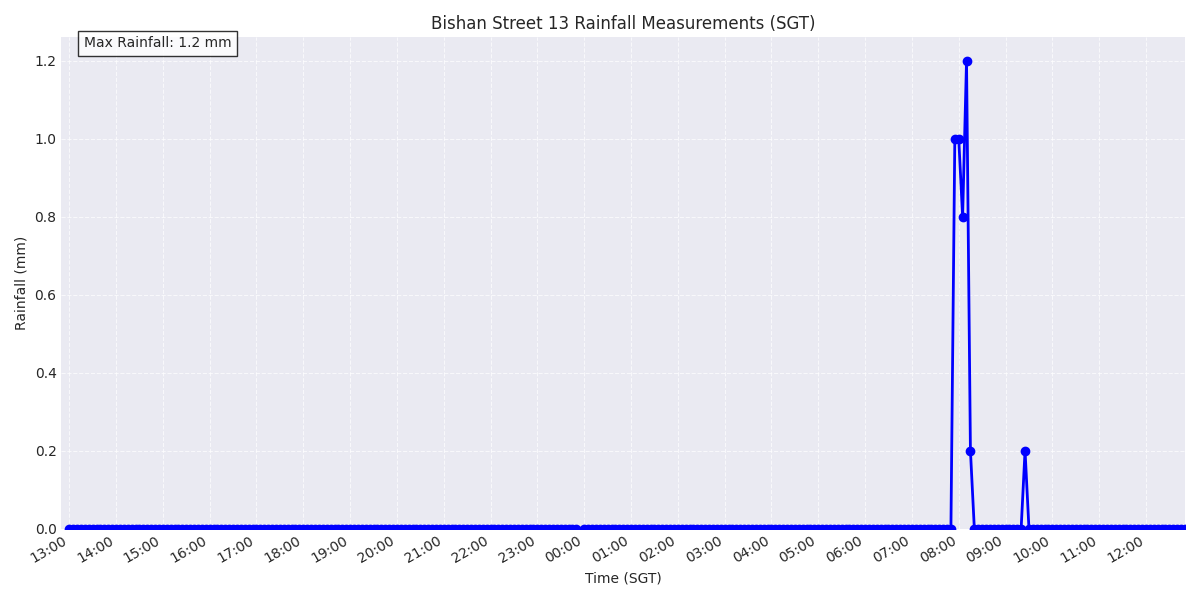 Bishan Street 13 Rainfall Measurements (SGT)
Max Rainfall: 1.2 mm
1.2
1.0
0.8
0.6
0.4
0.2
0.0
Rainfall (mm)
13:00 14:00 15:00 16:00 17:00 18:00 19:00 20:00 21:00 22:00 23:00 00:00 01:00 02:00 03:00 04:00 05:00 06:00 07:00 08:00 09:00 10:00 11:00 12:00
Time (SGT)